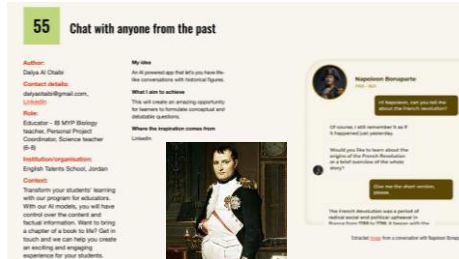 55
Chat with anyone from the past
Author:
Dalya Al Chaibi
Contact details:
dalyaotaibi@gmail.com,
LinkedIn
Role:
Educator - IB MYP Biology
teacher, Personal Project
Coordinator, Science teacher
(6-8)
Institution/organisation:
English Talents School, Jordan
Context:
Transform your students' learning
with our program for educators.
With our AI models, you will have
control over the content and
factual information. Want to bring
a chapter of a book to life? Get in
touch and we can help you create
an exciting and engaging
experience for your students.
My idea
An AI powered app that let's you have life-
like conversations with historical figures.
What I aim to achieve
This will create an amazing opportunity
for learners to formulate conceptual and
debatable questions.
Where the inspiration comes from
LinkedIn
Napoleon Bonaparte
Hi Napoleon, can you tell me
about the French revolution?
Of course, I still remember it as if
it happened just yesterday.
Would you like to learn about the
origins of the French Revolution
or a brief overview of the whole
story?
Give me the short version,
please.
The French Revolution was a period of
radical social and political upheaval in
Extracted image from a conversation with Napoleon